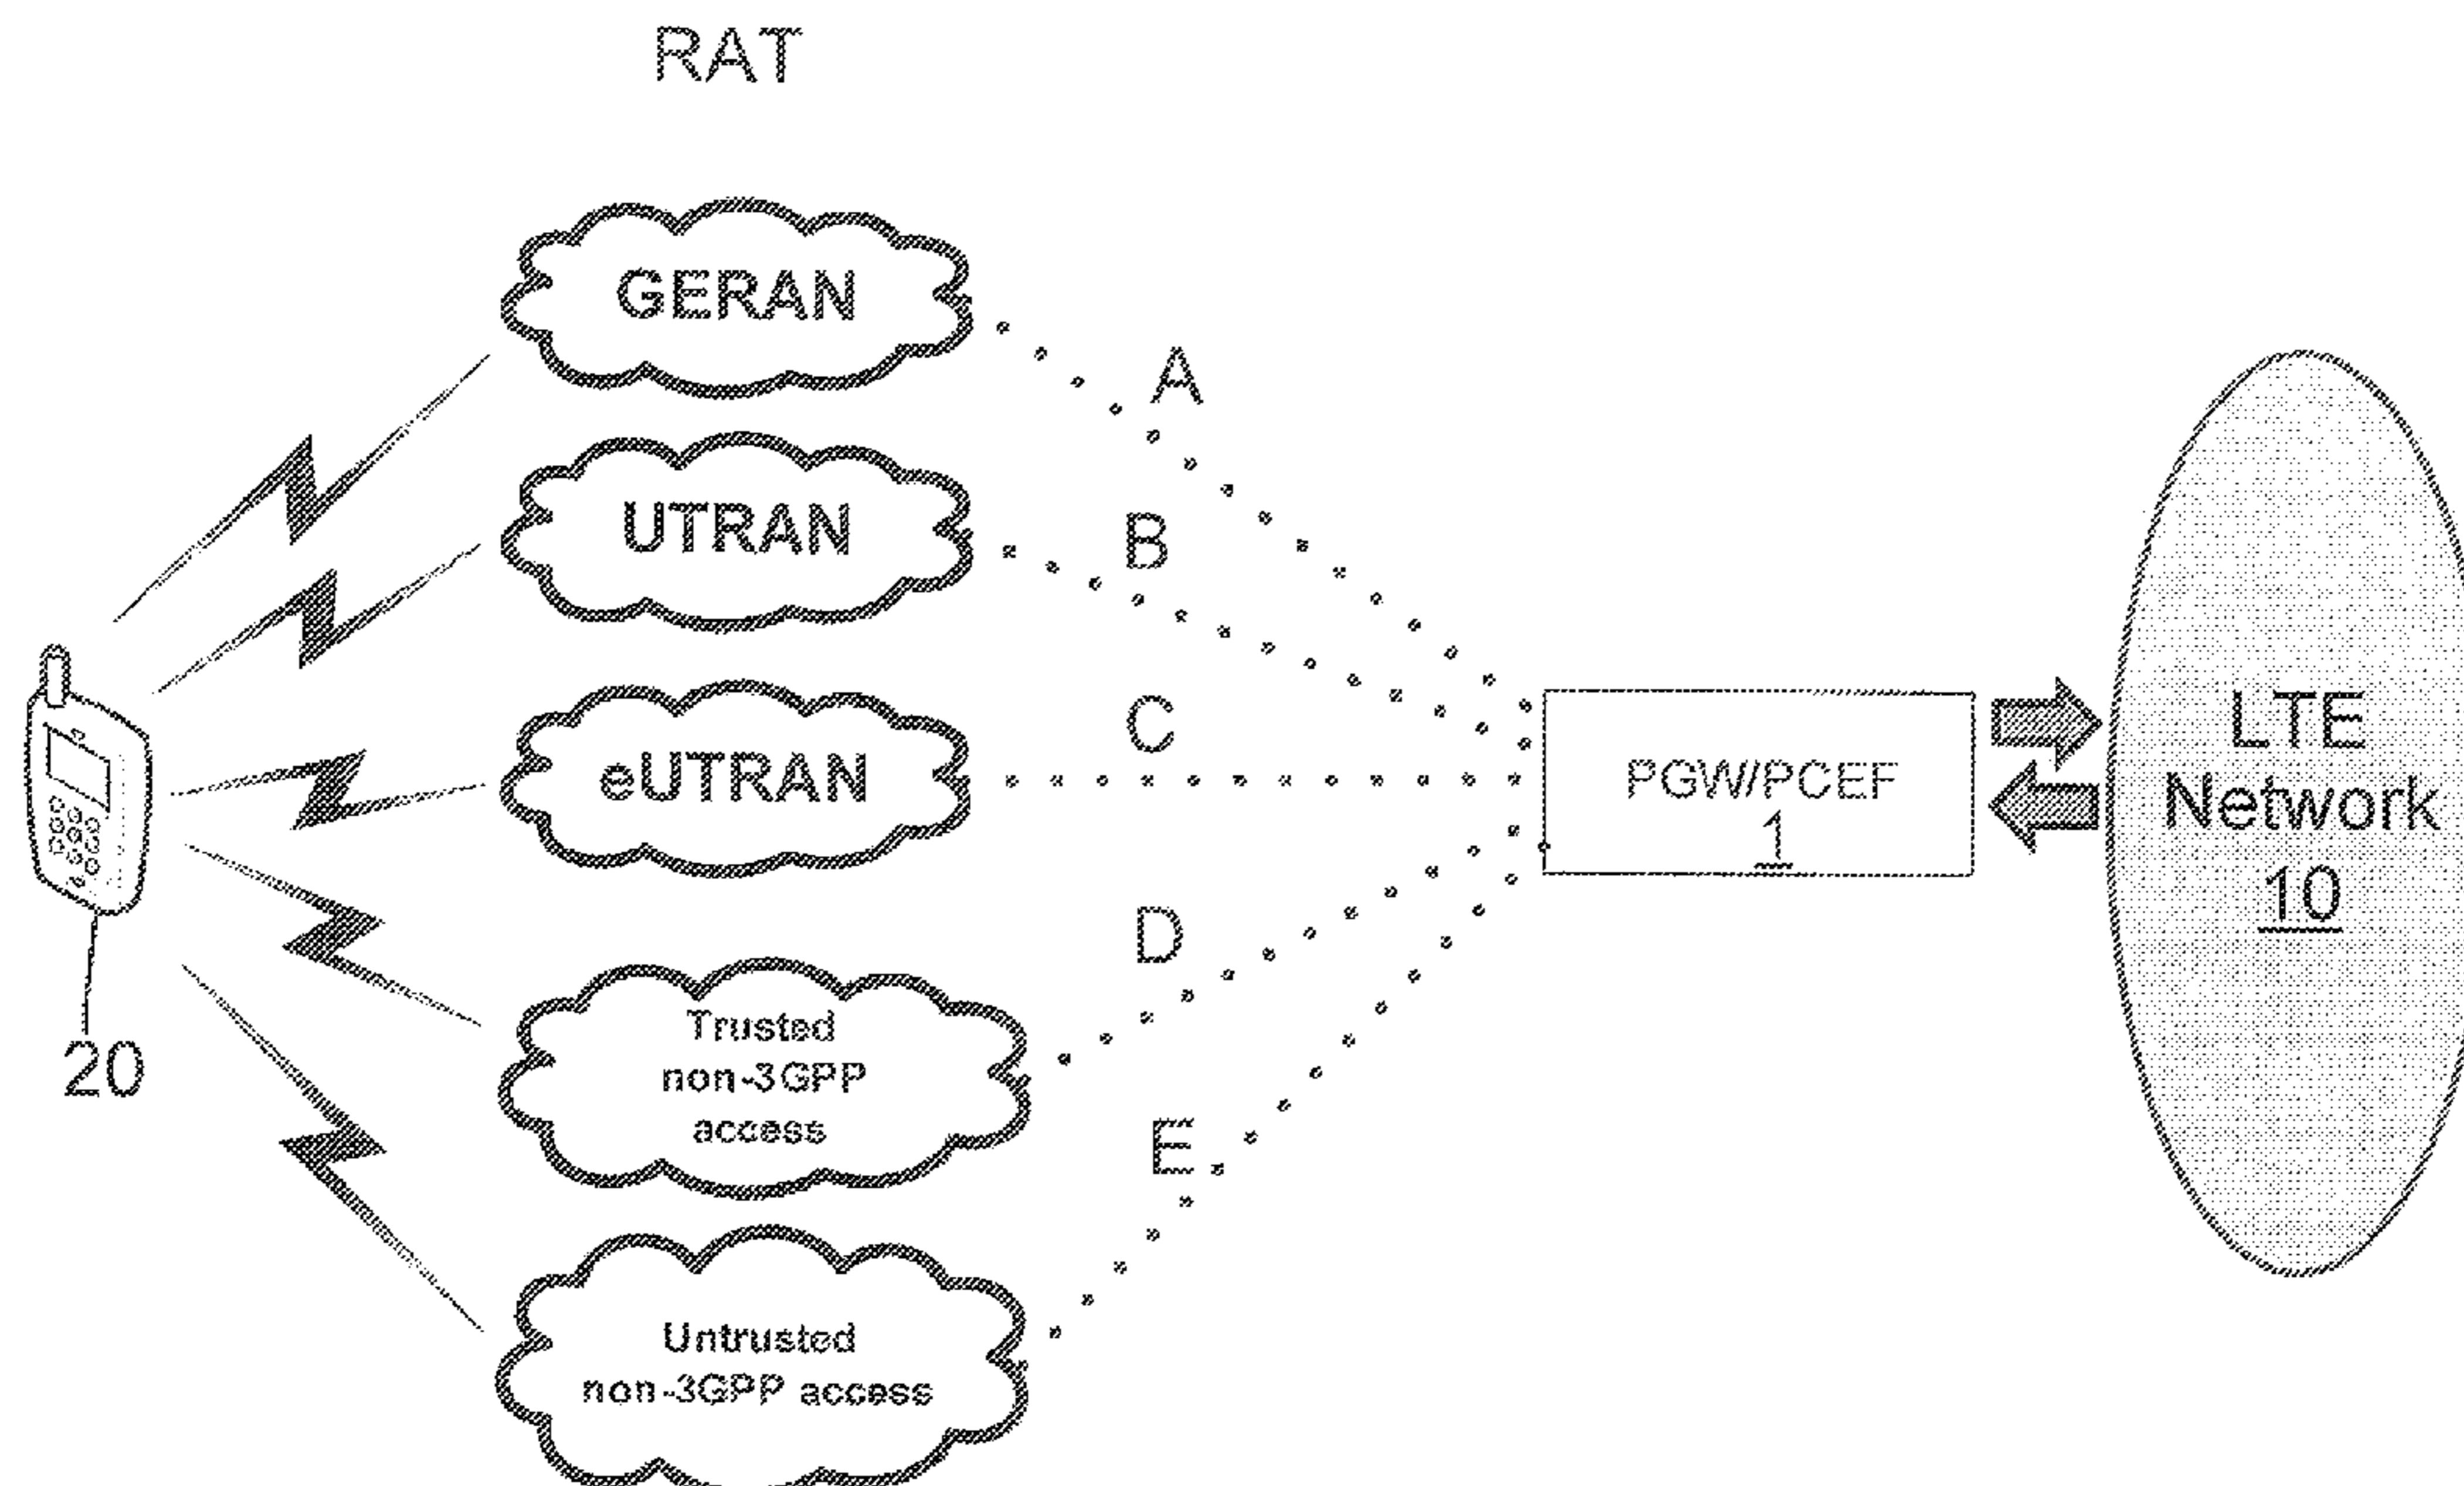 RAT
GERAN
A
UTRAN
B
eUTRAN
C
PGW/PCEF
1
LTE
Network
10
20
Trusted
non-3GPP
access
D
E
Untrusted
non-3GPP access